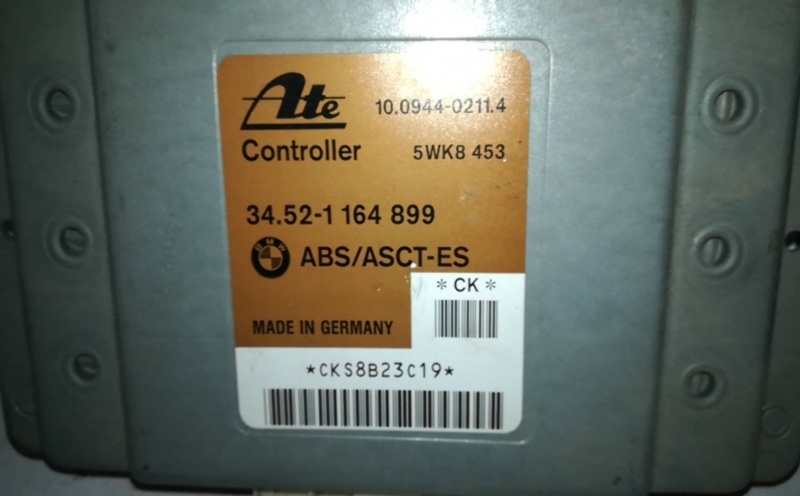 Ate 10.0944-0211.4
Controller 5WK8 453
34.52-1 164 899
BMW ABS/ASCT-ES
*CK*
MADE IN GERMANY
*CKS8B23C19*